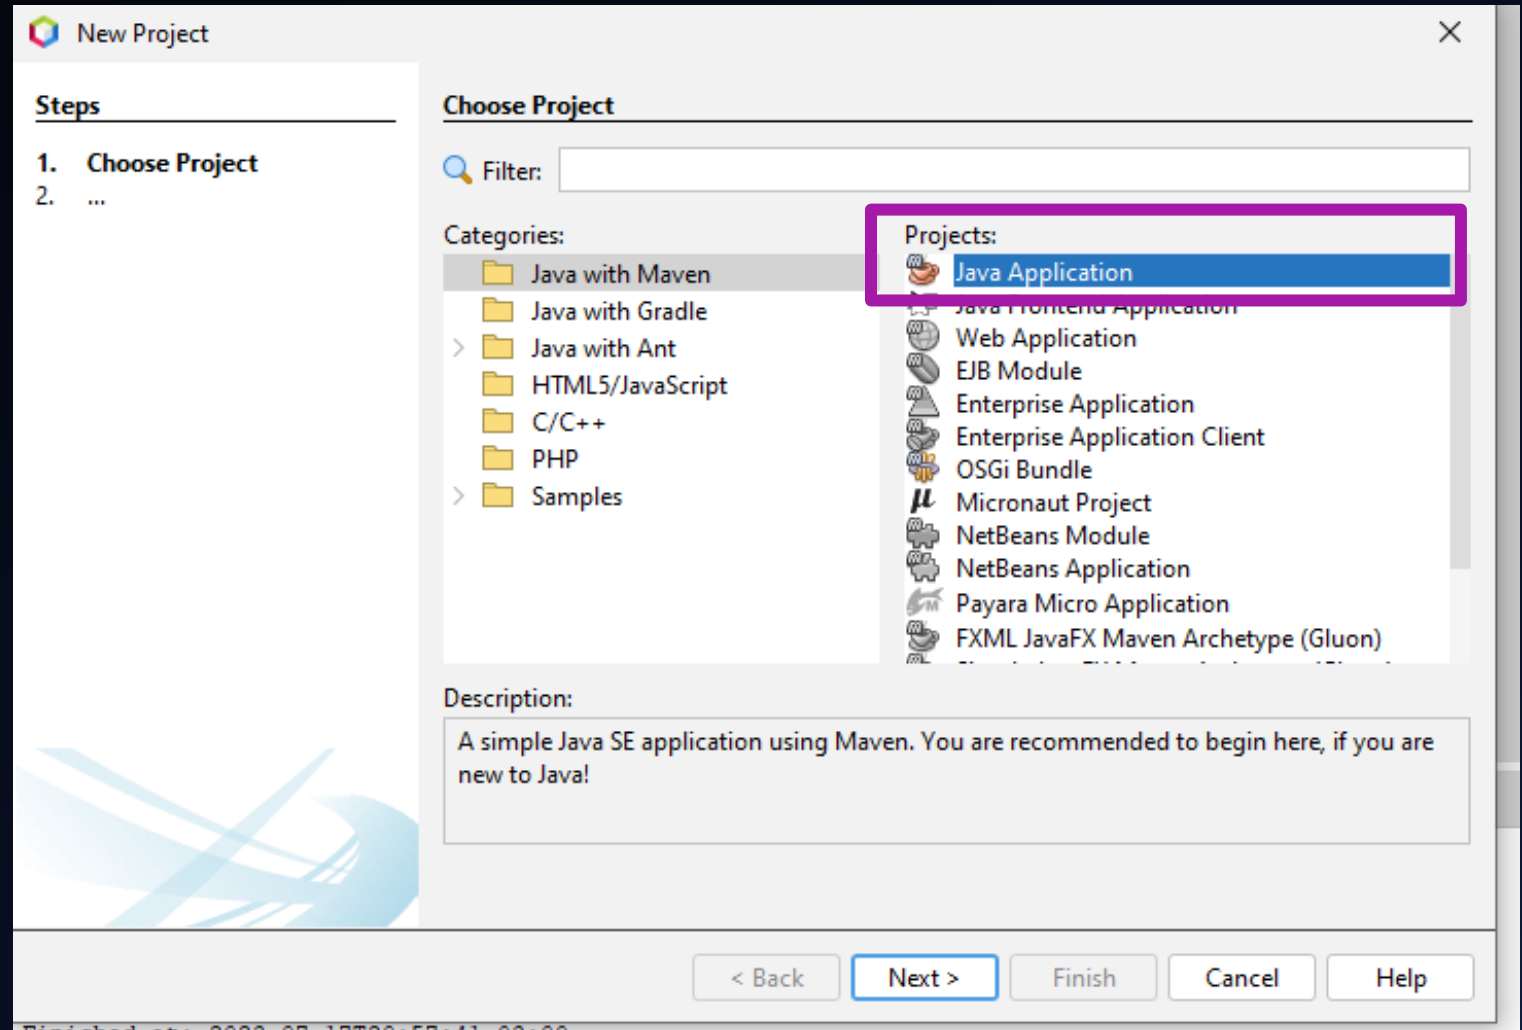 New Project
Steps
1. Choose Project
2. ...
Choose Project
Filter:
Categories:
Java with Maven
Java with Gradle
Java with Ant
HTML5/JavaScript
C/C++
PHP
Samples
Projects:
Java Application
Java Frontend Application
Web Application
EJB Module
Enterprise Application
Enterprise Application Client
OSGi Bundle
Micronaut Project
NetBeans Module
NetBeans Application
Payara Micro Application
FXML JavaFX Maven Archetype (Gluon)
Description:
A simple Java SE application using Maven. You are recommended to begin here, if you are
new to Java!
< Back
Next >
Finish
Cancel
Help